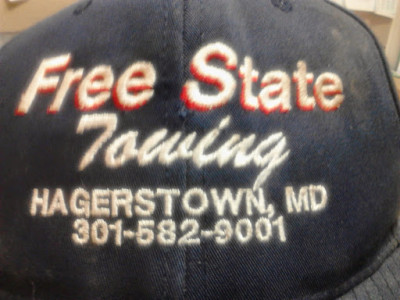 Free State
Towing
HAGERSTOWN, MD
301-582-9001